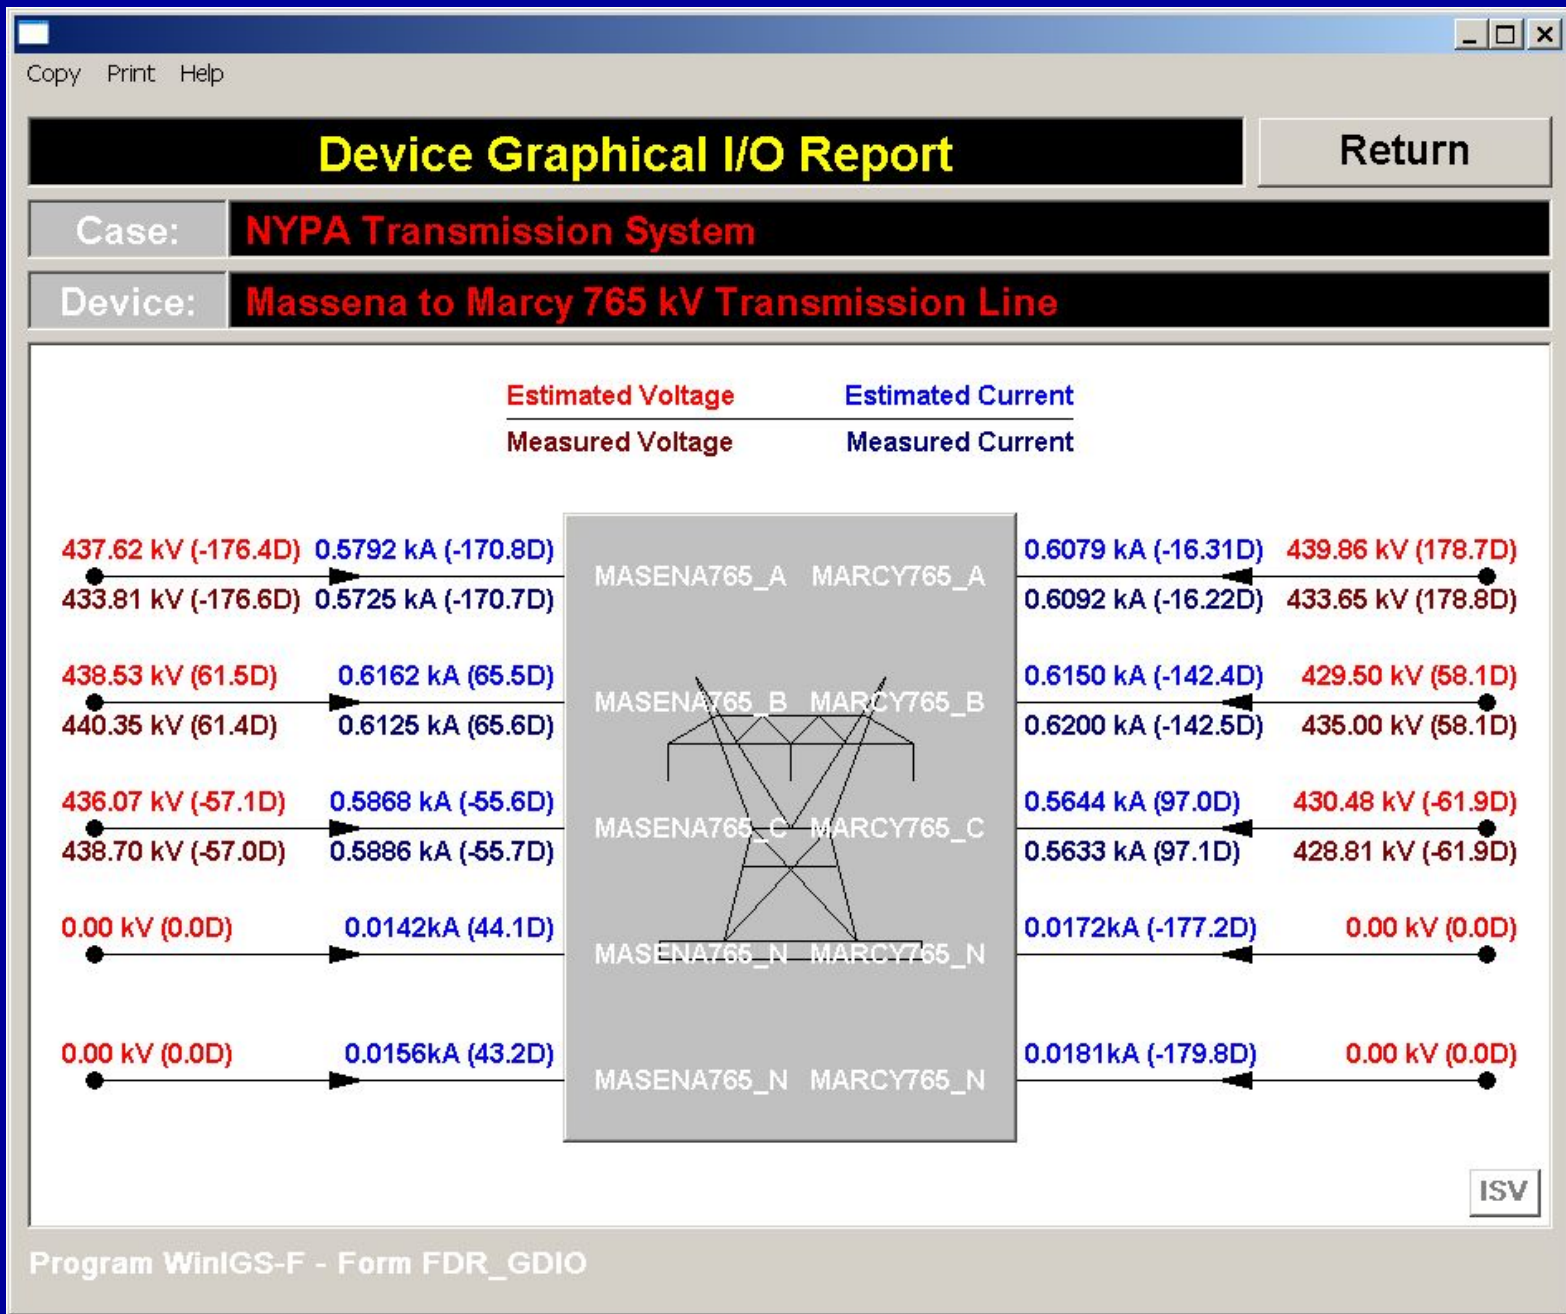 Copy Print Help
Device Graphical I/O Report
Return
Case: NYPA Transmission System
Device: Massena to Marcy 765 kV Transmission Line
Estimated Voltage Estimated Current
Measured Voltage Measured Current
437.62 kV (-176.4D) 0.5792 kA (-170.8D) 0.6079 kA (-16.31D) 439.86 kV (178.7D)
MASENA765_A MARCY765_A
433.81 kV (-176.6D) 0.5725 kA (-170.7D) 0.6092 kA (-16.22D) 433.65 kV (178.8D)
438.53 kV (61.5D) 0.6162 kA (65.5D) 0.6150 kA (-142.4D) 429.50 kV (58.1D)
MASENA765_B MARCY765_B
440.35 kV (61.4D) 0.6125 kA (65.6D) 0.6200 kA (-142.5D) 435.00 kV (58.1D)
436.07 kV (-57.1D) 0.5868 kA (-55.6D) 0.5644 kA (97.0D) 430.48 kV (-61.9D)
MASENA765_C MARCY765_C
438.70 kV (-57.0D) 0.5886 kA (-55.7D) 0.5633 kA (97.1D) 428.81 kV (-61.9D)
0.00 kV (0.0D) 0.0142kA (44.1D) 0.0172kA (-177.2D) 0.00 kV (0.0D)
MASENA765_N MARCY765_N
0.00 kV (0.0D) 0.0156kA (43.2D) 0.0181kA (-179.8D) 0.00 kV (0.0D)
MASENA765_N MARCY765_N
ISV
Program WinIGS-F - Form FDR_GDIO